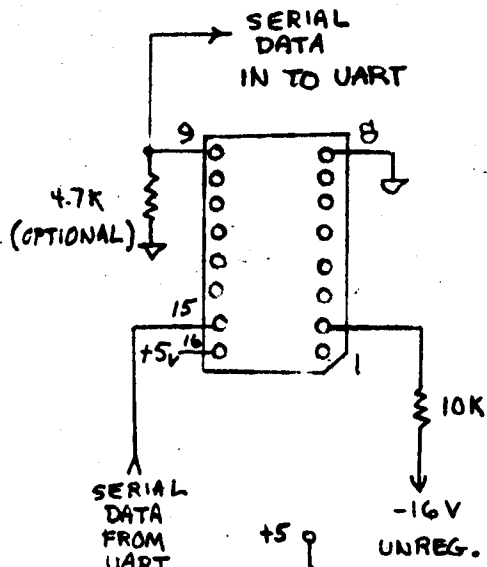 SERIAL
DATA
IN TO UART
9
8
4.7K
(OPTIONAL)
15
+5V
16
1
10K
SERIAL
DATA
FROM
UART
-16 V
UNREG.
+5